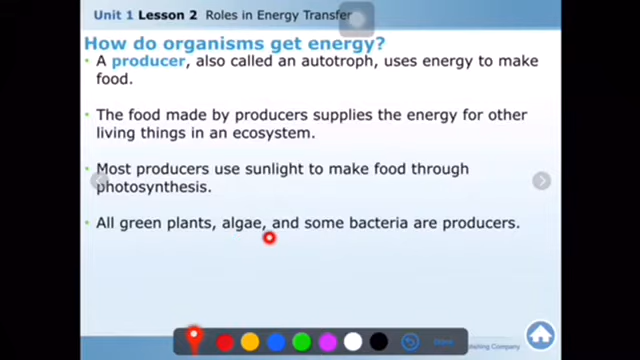 Unit 1 Lesson 2 Roles in Energy Transfer
How do organisms get energy?
• A producer, also called an autotroph, uses energy to make
food.
• The food made by producers supplies the energy for other
living things in an ecosystem.
• Most producers use sunlight to make food through
photosynthesis.
• All green plants, algae, and some bacteria are producers.
Company